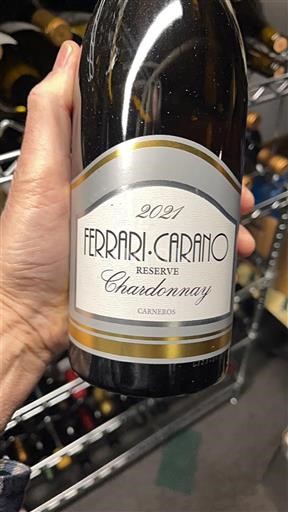 2021
FERRARI·CARANO
RESERVE
Chardonnay
CARNEROS